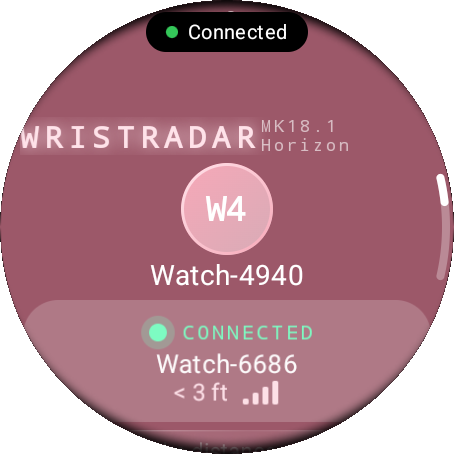 Connected
WRISTRADAR MK18.1
Horizon
W4
Watch-4940
CONNECTED
Watch-6686
< 3 ft